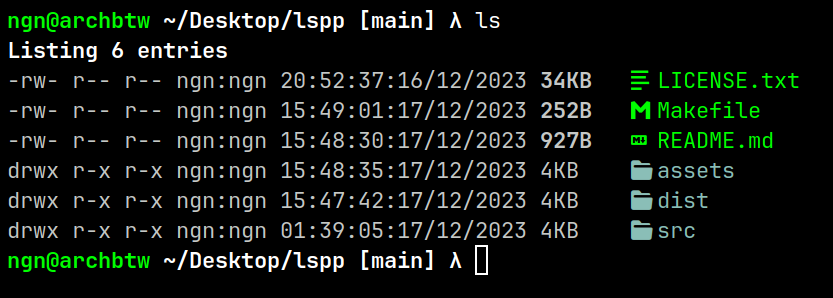 ngn@archbtw ~/Desktop/lspp [main] λ ls
Listing 6 entries
-rw- r-- r-- ngn:ngn 20:52:37:16/12/2023 34KB LICENSE.txt
-rw- r-- r-- ngn:ngn 15:49:01:17/12/2023 252B Makefile
-rw- r-- r-- ngn:ngn 15:48:30:17/12/2023 927B README.md
drwx r-x r-x ngn:ngn 15:48:35:17/12/2023 4KB assets
drwx r-x r-x ngn:ngn 15:47:42:17/12/2023 4KB dist
drwx r-x r-x ngn:ngn 01:39:05:17/12/2023 4KB src
ngn@archbtw ~/Desktop/lspp [main] λ